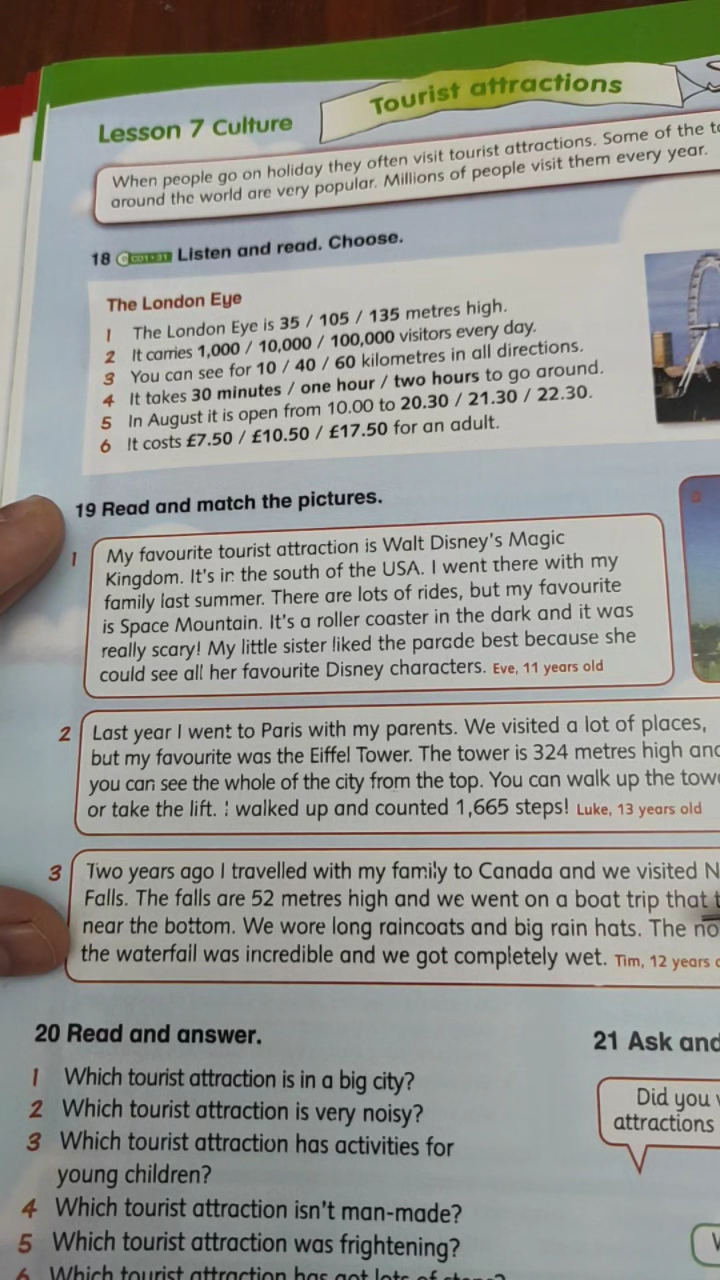 Lesson 7 Culture
Tourist attractions
When people go on holiday they often visit tourist attractions. Some of the
around the world are very popular. Millions of people visit them every year.
18 CD1•31 Listen and read. Choose.
The London Eye
1 The London Eye is 35 / 105 / 135 metres high.
2 It carries 1,000 / 10,000 / 100,000 visitors every day.
3 You can see for 10 / 40 / 60 kilometres in all directions.
4 It takes 30 minutes / one hour / two hours to go around.
5 In August it is open from 10.00 to 20.30 / 21.30 / 22.30.
6 It costs £7.50 / £10.50 / £17.50 for an adult.
19 Read and match the pictures.
1 My favourite tourist attraction is Walt Disney's Magic
Kingdom. It's in the south of the USA. I went there with my
family last summer. There are lots of rides, but my favourite
is Space Mountain. It's a roller coaster in the dark and it was
really scary! My little sister liked the parade best because she
could see all her favourite Disney characters. Eve, 11 years old
2 Last year I went to Paris with my parents. We visited a lot of places,
but my favourite was the Eiffel Tower. The tower is 324 metres high and
you can see the whole of the city from the top. You can walk up the
or take the lift. I walked up and counted 1,665 steps! Luke, 13 years old
3 Two years ago I travelled with my family to Canada and we visited
Falls. The falls are 52 metres high and we went on a boat trip that
near the bottom. We wore long raincoats and big rain hats. The
the waterfall was incredible and we got completely wet. Tim, 12 years
20 Read and answer.
1 Which tourist attraction is in a big city?
2 Which tourist attraction is very noisy?
3 Which tourist attraction has activities for
young children?
4 Which tourist attraction isn't man-made?
5 Which tourist attraction was frightening?
6 Which tourist attraction has got lots of
21 Ask and
Did you
attractions